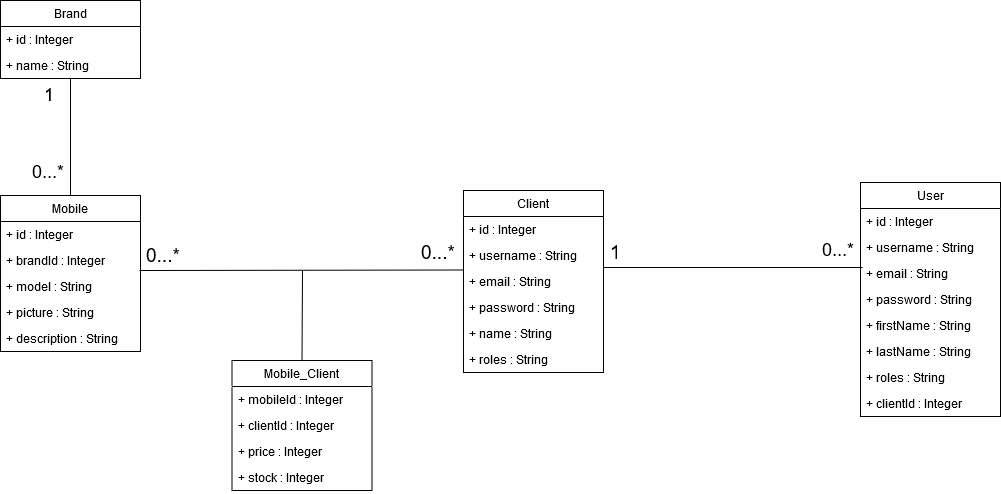 Brand
+ id : Integer
+ name : String
1
0...*
Mobile
+ id : Integer
+ brandId : Integer
+ model : String
+ picture : String
+ description : String
0...*
0...*
Mobile_Client
+ mobileId : Integer
+ clientId : Integer
+ price : Integer
+ stock : Integer
Client
+ id : Integer
+ username : String
+ email : String
+ password : String
+ name : String
+ roles : String
1
0...*
User
+ id : Integer
+ username : String
+ email : String
+ password : String
+ firstName : String
+ lastName : String
+ roles : String
+ clientId : Integer